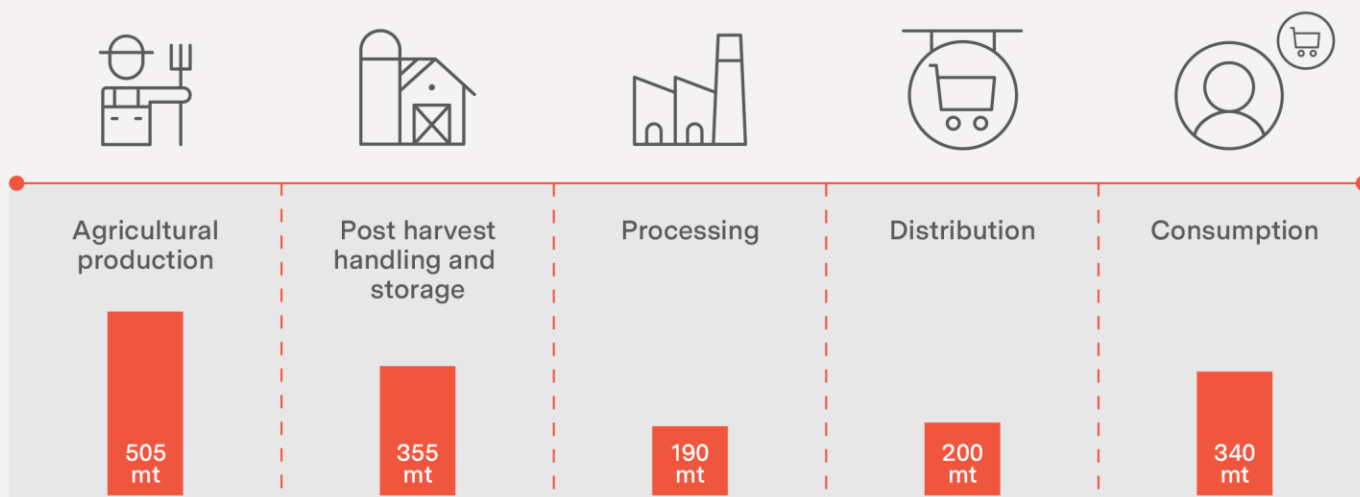 Agricultural
production
Post harvest
handling and
storage
Processing
Distribution
Consumption
505
mt
355
mt
190
mt
200
mt
340
mt